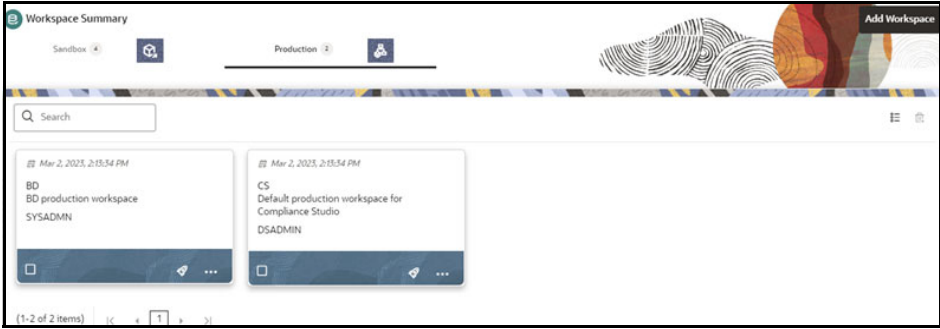 Workspace Summary
Add Workspace
Sandbox 4
Production 2
Search
Mar 2, 2023, 2:13:34 PM
BD
BD production workspace
SYSADMN
Mar 2, 2023, 2:13:34 PM
CS
Default production workspace for
Compliance Studio
DSADMIN
(1-2 of 2 items)
1